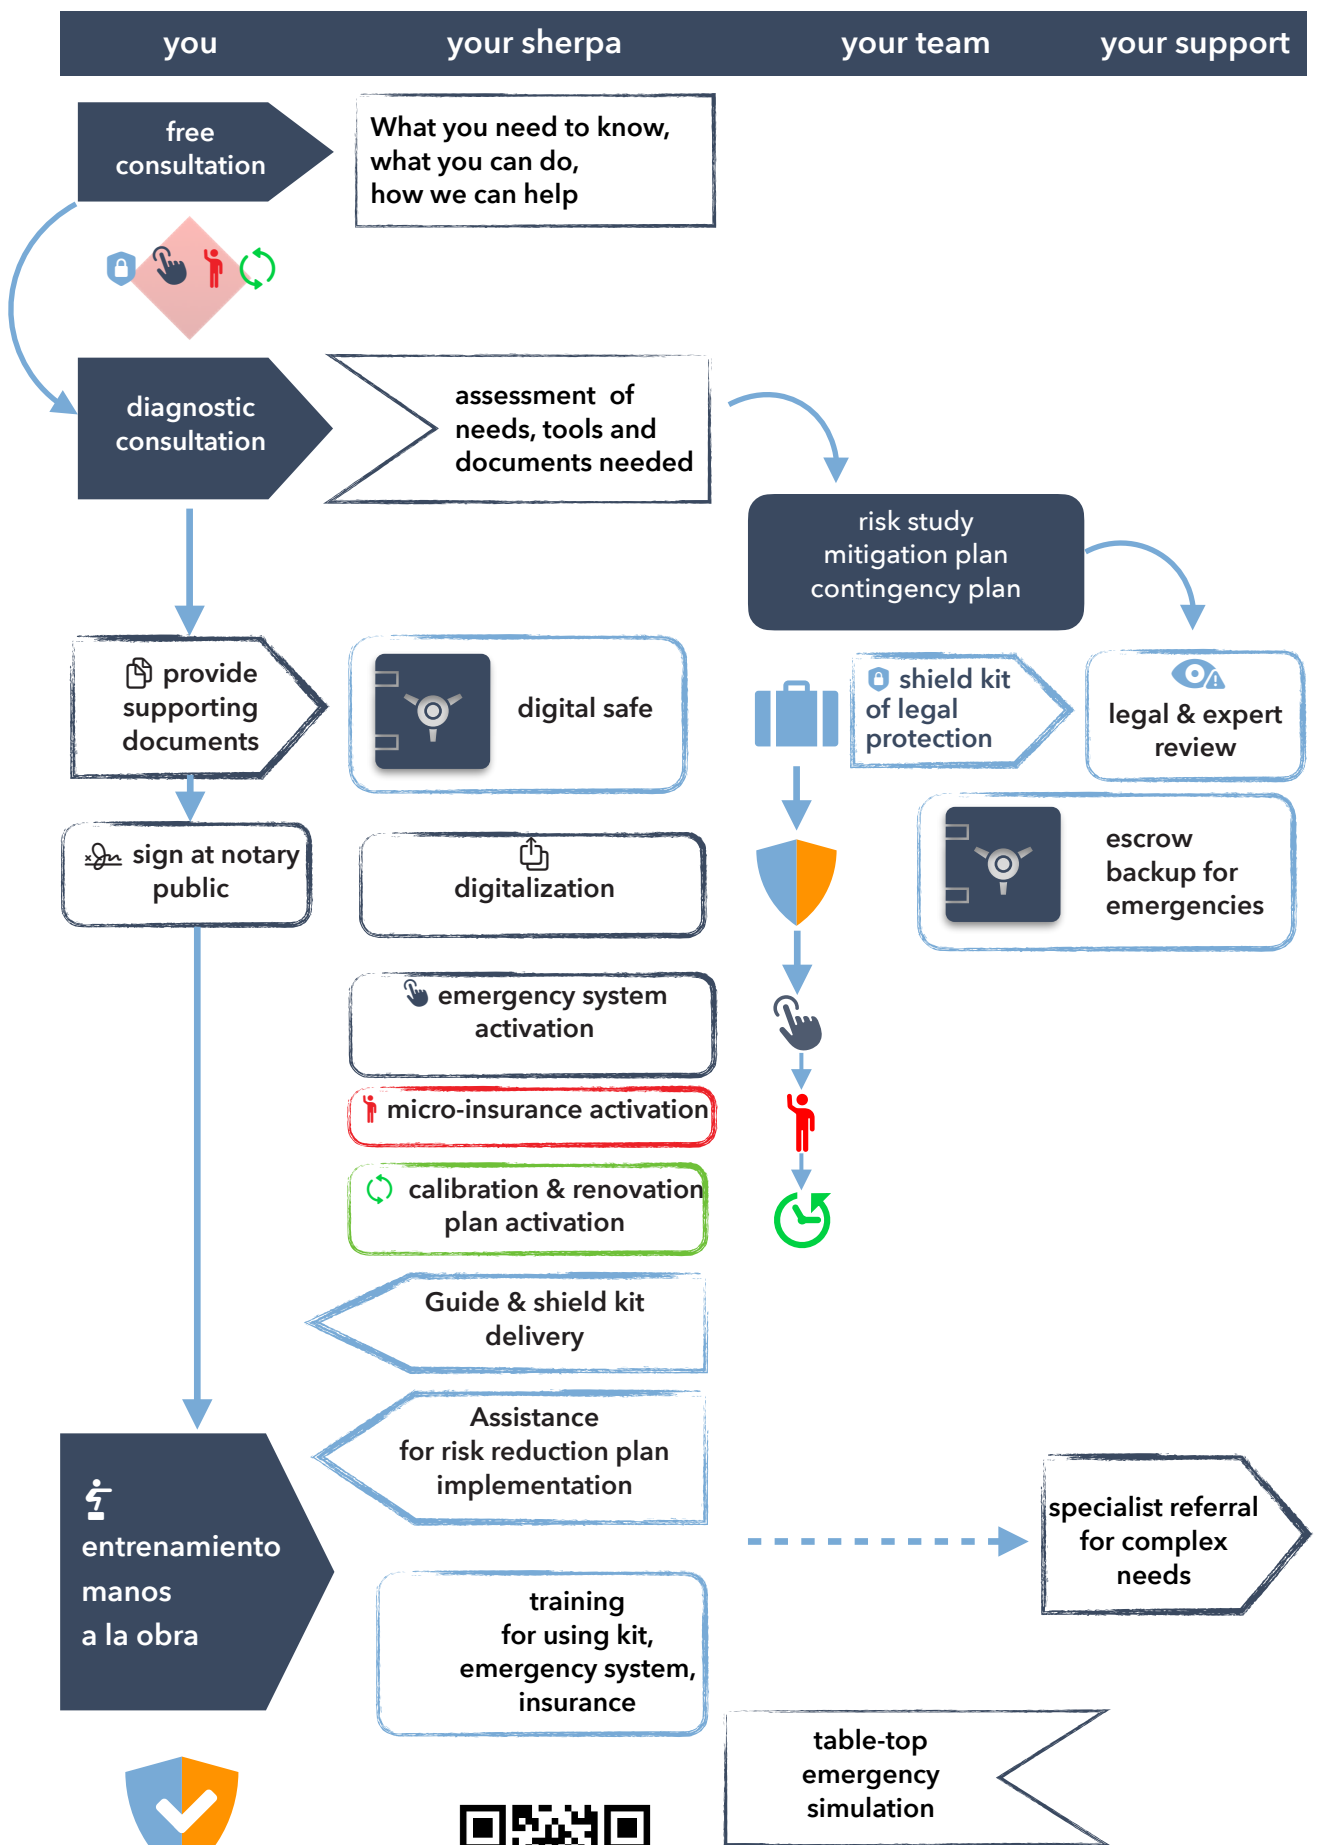 you
your sherpa
your team
your support
free
consultation
What you need to know,
what you can do,
how we can help
diagnostic
consultation
assessment of
needs, tools and
documents needed
risk study
mitigation plan
contingency plan
provide
supporting
documents
digital safe
shield kit
of legal
protection
legal & expert
review
sign at notary
public
digitalization
escrow
backup for
emergencies
emergency system
activation
micro-insurance activation
calibration & renovation
plan activation
Guide & shield kit
delivery
Assistance
for risk reduction plan
implementation
entrenamiento
manos
a la obra
specialist referral
for complex
needs
training
for using kit,
emergency system,
insurance
table-top
emergency
simulation